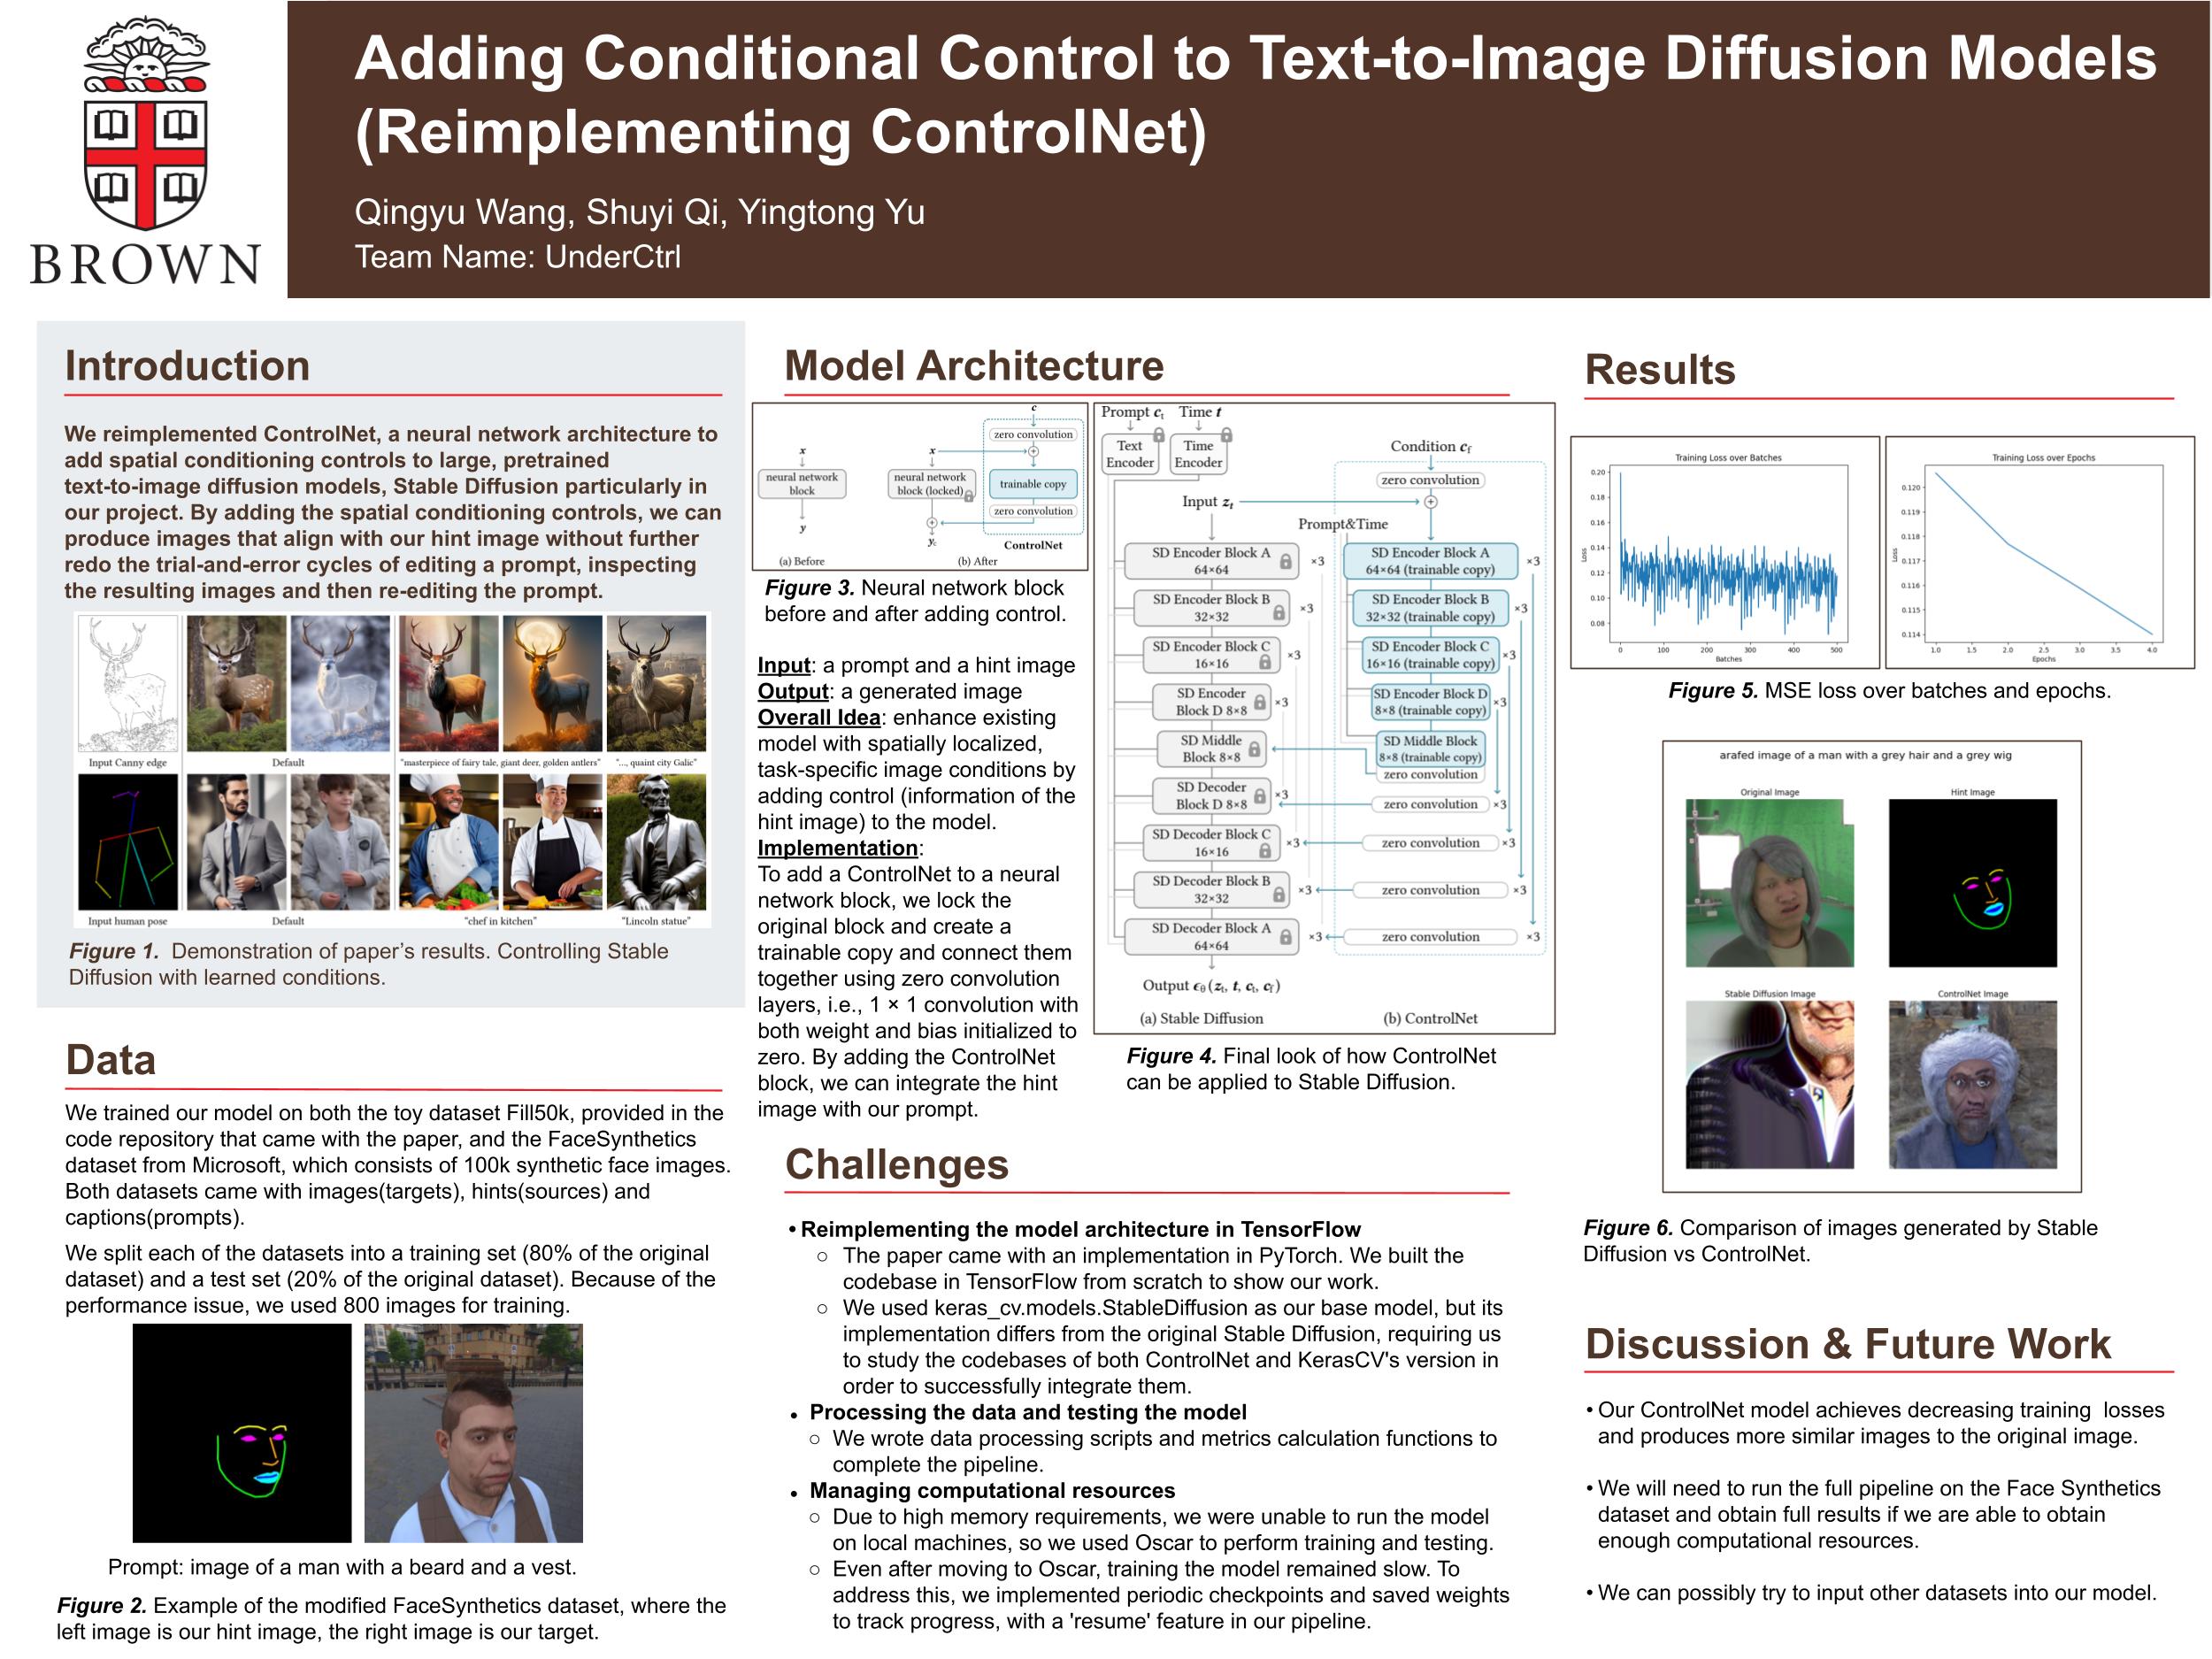 BROWN
Adding Conditional Control to Text-to-Image Diffusion Models
(Reimplementing ControlNet)
Qingyu Wang, Shuyi Qi, Yingtong Yu
Team Name: UnderCtrl
Introduction
We reimplemented ControlNet, a neural network architecture to
add spatial conditioning controls to large, pretrained
text-to-image diffusion models, Stable Diffusion particularly in
our project. By adding the spatial conditioning controls, we can
produce images that align with our hint image without further
redo the trial-and-error cycles of editing a prompt, inspecting
the resulting images and then re-editing the prompt.
Input Canny edge
Default
"masterpiece of fairy tale, giant deer, golden antlers"
"..., quaint city Galic"
Input human pose
Default
"chef in kitchen"
"Lincoln statue"
Figure 1. Demonstration of paper's results. Controlling Stable
Diffusion with learned conditions.
Data
We trained our model on both the toy dataset Fill50k, provided in the
code repository that came with the paper, and the FaceSynthetics
dataset from Microsoft, which consists of 100k synthetic face images.
Both datasets came with images(targets), hints(sources) and
captions(prompts).
We split each of the datasets into a training set (80% of the original
dataset) and a test set (20% of the original dataset). Because of the
performance issue, we used 800 images for training.
Prompt: image of a man with a beard and a vest.
Figure 2. Example of the modified FaceSynthetics dataset, where the
left image is our hint image, the right image is our target.
Model Architecture
x
neural network
block
y
(a) Before
c
zero convolution
x
+
neural network
block (locked)
trainable copy
zero convolution
+
yc
ControlNet
(b) After
Figure 3. Neural network block
before and after adding control.
Input: a prompt and a hint image
Output: a generated image
Overall Idea: enhance existing
model with spatially localized,
task-specific image conditions by
adding control (information of the
hint image) to the model.
Implementation:
To add a ControlNet to a neural
network block, we lock the
original block and create a
trainable copy and connect them
together using zero convolution
layers, i.e., 1 × 1 convolution with
both weight and bias initialized to
zero. By adding the ControlNet
block, we can integrate the hint
image with our prompt.
Prompt ct Time t
Text
Encoder
Time
Encoder
Condition cf
zero convolution
Input zt
+
Prompt&Time
SD Encoder Block A
64×64
×3
SD Encoder Block A
64×64 (trainable copy)
×3
SD Encoder Block B
32×32
×3
SD Encoder Block B
32×32 (trainable copy)
×3
SD Encoder Block C
16×16
×3
SD Encoder Block C
16×16 (trainable copy)
×3
SD Encoder
Block D 8×8
×3
SD Encoder Block D
8×8 (trainable copy)
×3
SD Middle
Block 8×8
SD Middle Block
8×8 (trainable copy)
zero convolution
SD Decoder
Block D 8×8
×3
zero convolution
×3
SD Decoder Block C
16×16
×3
zero convolution
×3
SD Decoder Block B
32×32
×3
zero convolution
×3
SD Decoder Block A
64×64
×3
zero convolution
×3
Output ϵθ(zt, t, ct, cf)
(a) Stable Diffusion
(b) ControlNet
Figure 4. Final look of how ControlNet
can be applied to Stable Diffusion.
Challenges
• Reimplementing the model architecture in TensorFlow
○ The paper came with an implementation in PyTorch. We built the
codebase in TensorFlow from scratch to show our work.
○ We used keras_cv.models.StableDiffusion as our base model, but its
implementation differs from the original Stable Diffusion, requiring us
to study the codebases of both ControlNet and KerasCV's version in
order to successfully integrate them.
• Processing the data and testing the model
○ We wrote data processing scripts and metrics calculation functions to
complete the pipeline.
• Managing computational resources
○ Due to high memory requirements, we were unable to run the model
on local machines, so we used Oscar to perform training and testing.
○ Even after moving to Oscar, training the model remained slow. To
address this, we implemented periodic checkpoints and saved weights
to track progress, with a 'resume' feature in our pipeline.
Results
Training Loss over Batches
Loss
0.20
0.18
0.16
0.14
0.12
0.10
0.08
0 100 200 300 400 500
Batches
Training Loss over Epochs
Loss
0.120
0.119
0.118
0.117
0.116
0.115
0.114
1.0 1.5 2.0 2.5 3.0 3.5 4.0
Epochs
Figure 5. MSE loss over batches and epochs.
arafed image of a man with a grey hair and a grey wig
Original Image
Hint Image
Stable Diffusion Image
ControlNet Image
Figure 6. Comparison of images generated by Stable
Diffusion vs ControlNet.
Discussion & Future Work
• Our ControlNet model achieves decreasing training losses
and produces more similar images to the original image.
• We will need to run the full pipeline on the Face Synthetics
dataset and obtain full results if we are able to obtain
enough computational resources.
• We can possibly try to input other datasets into our model.